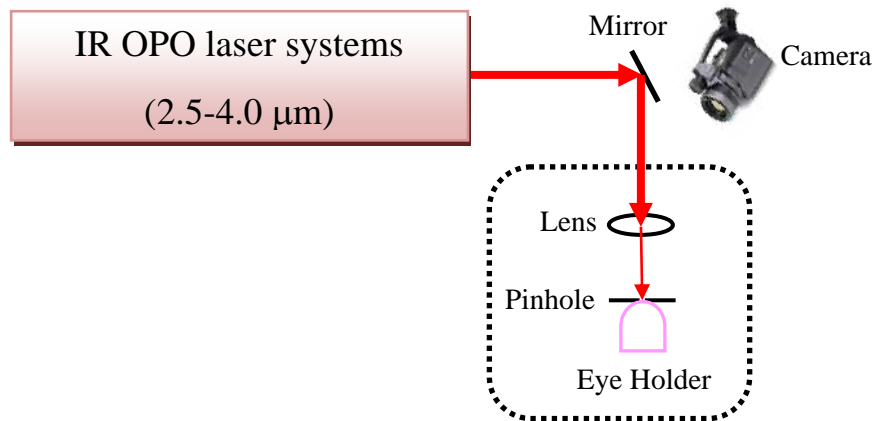 IR OPO laser systems
(2.5-4.0 μm)
Mirror
Camera
Lens
Pinhole
Eye Holder